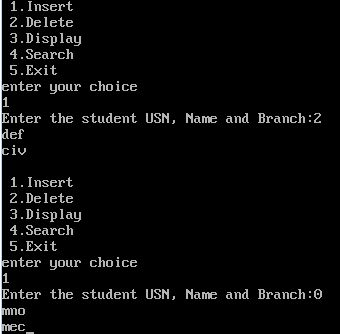 1.Insert
2.Delete
3.Display
4.Search
5.Exit
enter your choice
1
Enter the student USN, Name and Branch:2
def
civ
1.Insert
2.Delete
3.Display
4.Search
5.Exit
enter your choice
1
Enter the student USN, Name and Branch:0
mno
mec_